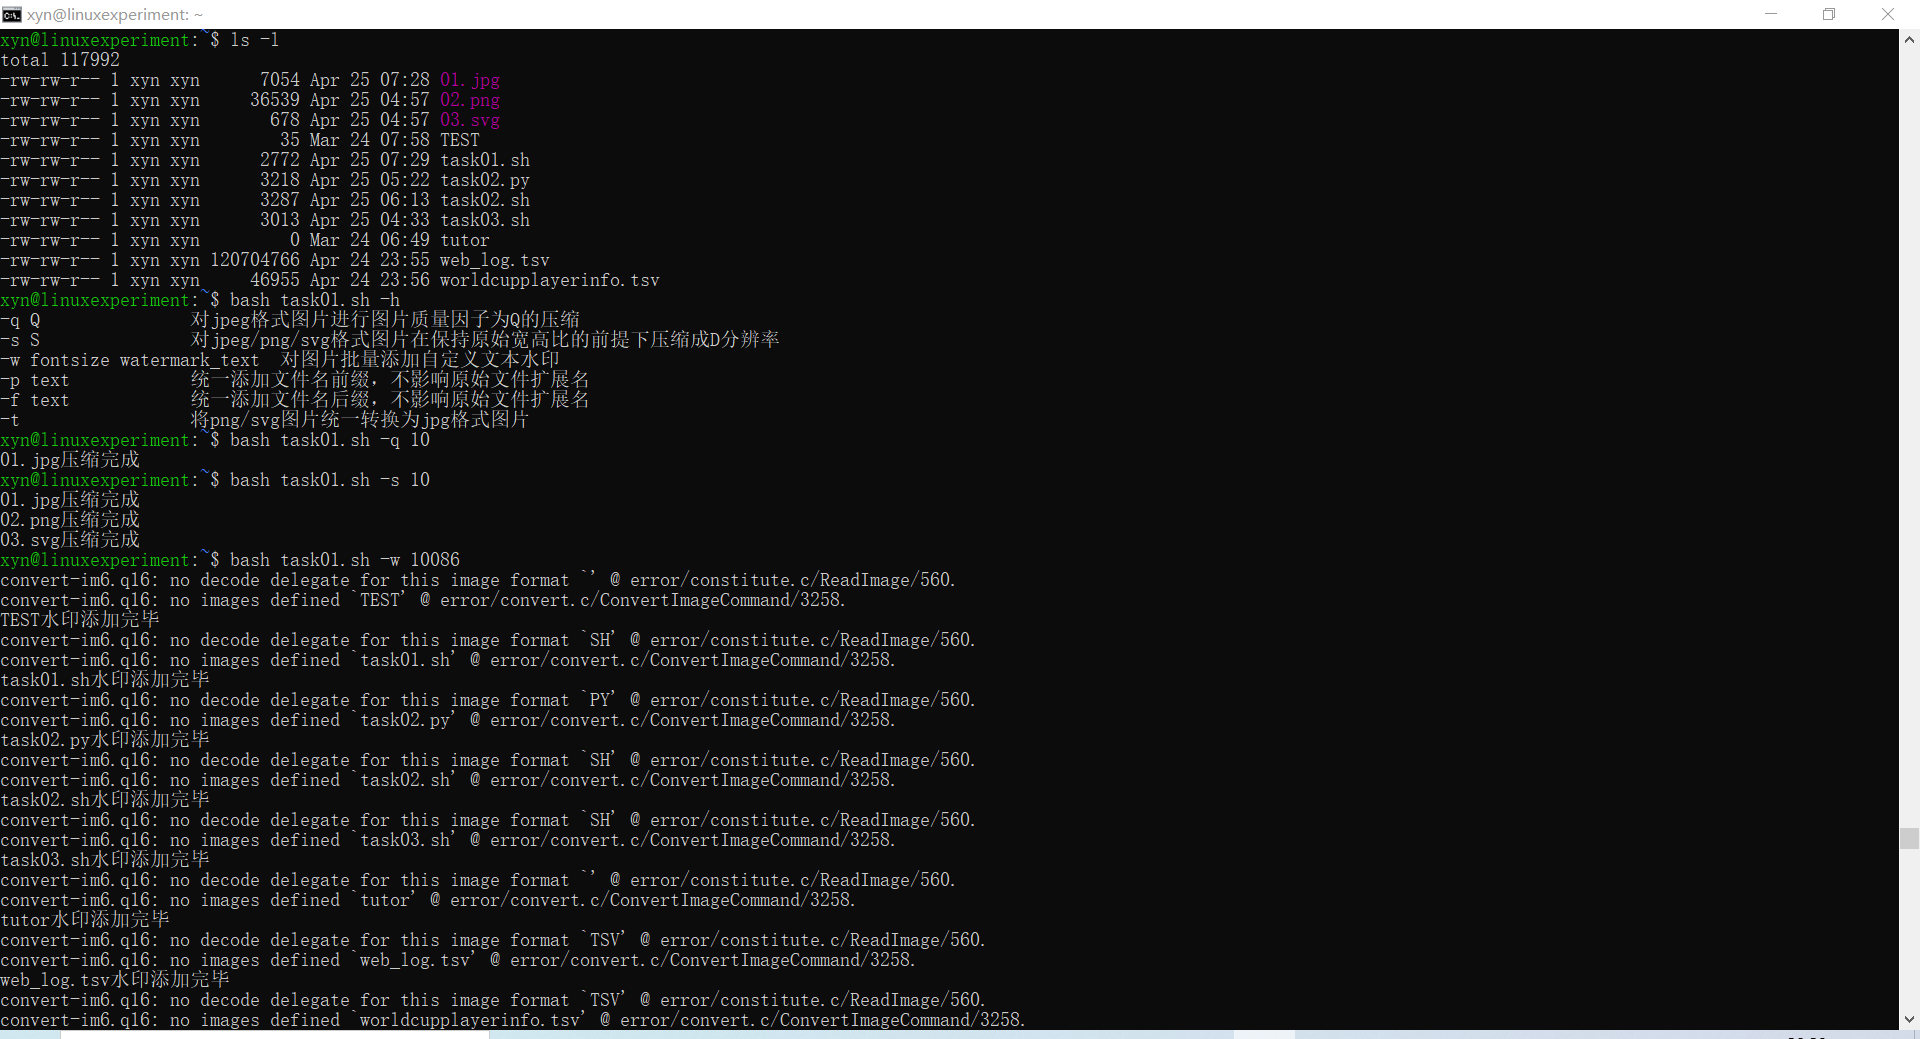 xyn@linuxexperiment: ~
xyn@linuxexperiment:~$ ls -l
total 117992
-rw-rw-r-- 1 xyn xyn      7054 Apr 25 07:28 01.jpg
-rw-rw-r-- 1 xyn xyn     36539 Apr 25 04:57 02.png
-rw-rw-r-- 1 xyn xyn       678 Apr 25 04:57 03.svg
-rw-rw-r-- 1 xyn xyn        35 Mar 24 07:58 TEST
-rw-rw-r-- 1 xyn xyn      2772 Apr 25 07:29 task01.sh
-rw-rw-r-- 1 xyn xyn      3218 Apr 25 05:22 task02.py
-rw-rw-r-- 1 xyn xyn      3287 Apr 25 06:13 task02.sh
-rw-rw-r-- 1 xyn xyn      3013 Apr 25 04:33 task03.sh
-rw-rw-r-- 1 xyn xyn         0 Mar 24 06:49 tutor
-rw-rw-r-- 1 xyn xyn 120704766 Apr 24 23:55 web_log.tsv
-rw-rw-r-- 1 xyn xyn     46955 Apr 24 23:56 worldcupplayerinfo.tsv
xyn@linuxexperiment:~$ bash task01.sh -h
-q Q               对jpeg格式图片进行图片质量因子为Q的压缩
-s S               对jpeg/png/svg格式图片在保持原始宽高比的前提下压缩成D分辨率
-w fontsize watermark_text  对图片批量添加自定义文本水印
-p text            统一添加文件名前缀，不影响原始文件扩展名
-f text            统一添加文件名后缀，不影响原始文件扩展名
-t                 将png/svg图片统一转换为jpg格式图片
xyn@linuxexperiment:~$ bash task01.sh -q 10
01.jpg压缩完成
xyn@linuxexperiment:~$ bash task01.sh -s 10
01.jpg压缩完成
02.png压缩完成
03.svg压缩完成
xyn@linuxexperiment:~$ bash task01.sh -w 10086
convert-im6.q16: no decode delegate for this image format `' @ error/constitute.c/ReadImage/560.
convert-im6.q16: no images defined `TEST' @ error/convert.c/ConvertImageCommand/3258.
TEST水印添加完毕
convert-im6.q16: no decode delegate for this image format `SH' @ error/constitute.c/ReadImage/560.
convert-im6.q16: no images defined `task01.sh' @ error/convert.c/ConvertImageCommand/3258.
task01.sh水印添加完毕
convert-im6.q16: no decode delegate for this image format `PY' @ error/constitute.c/ReadImage/560.
convert-im6.q16: no images defined `task02.py' @ error/convert.c/ConvertImageCommand/3258.
task02.py水印添加完毕
convert-im6.q16: no decode delegate for this image format `SH' @ error/constitute.c/ReadImage/560.
convert-im6.q16: no images defined `task02.sh' @ error/convert.c/ConvertImageCommand/3258.
task02.sh水印添加完毕
convert-im6.q16: no decode delegate for this image format `SH' @ error/constitute.c/ReadImage/560.
convert-im6.q16: no images defined `task03.sh' @ error/convert.c/ConvertImageCommand/3258.
task03.sh水印添加完毕
convert-im6.q16: no decode delegate for this image format `' @ error/constitute.c/ReadImage/560.
convert-im6.q16: no images defined `tutor' @ error/convert.c/ConvertImageCommand/3258.
tutor水印添加完毕
convert-im6.q16: no decode delegate for this image format `TSV' @ error/constitute.c/ReadImage/560.
convert-im6.q16: no images defined `web_log.tsv' @ error/convert.c/ConvertImageCommand/3258.
web_log.tsv水印添加完毕
convert-im6.q16: no decode delegate for this image format `TSV' @ error/constitute.c/ReadImage/560.
convert-im6.q16: no images defined `worldcupplayerinfo.tsv' @ error/convert.c/ConvertImageCommand/3258.